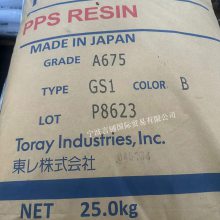 PPS RESIN
MADE IN JAPAN
GRADE A675
TYPE GS1 COLOR B
LOT P8623
Toray Industries, Inc.
東レ株式会社
NET 25.0kg